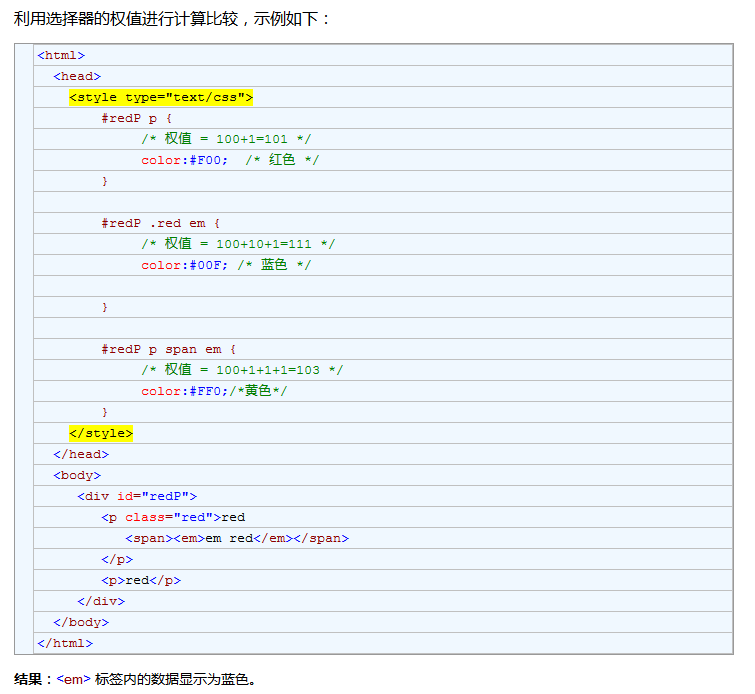 利用选择器的权值进行计算比较，示例如下：
<html>
<head>
<style type="text/css">
#redP p {
/* 权值 = 100+1=101 */
color:#F00;  /* 红色 */
}
#redP .red em {
/* 权值 = 100+10+1=111 */
color:#00F; /* 蓝色 */
}
#redP p span em {
/* 权值 = 100+1+1+1=103 */
color:#FF0;/*黄色*/
}
</style>
</head>
<body>
<div id="redP">
<p class="red">red
<span><em>em red</em></span>
</p>
<p>red</p>
</div>
</body>
</html>
结果：<em> 标签内的数据显示为蓝色。